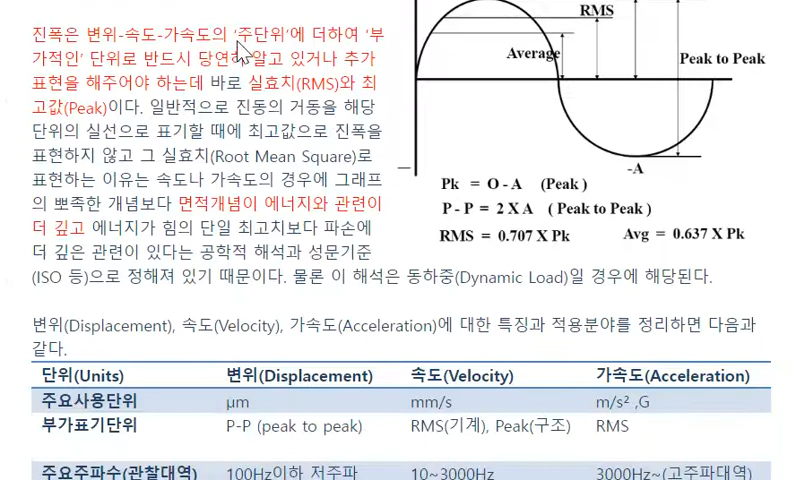 진폭은 변위-속도-가속도의 '주단위'에 더하여 '부
가적인' 단위로 반드시 당연히 알고 있거나 추가
표현을 해주어야 하는데 바로 실효치(RMS)와 최
고값(Peak)이다. 일반적으로 진동의 거동을 해당
단위의 실선으로 표기할 때에 최고값으로 진폭을
표현하지 않고 그 실효치(Root Mean Square)로
표현하는 이유는 속도나 가속도의 경우에 그래프
의 뾰족한 개념보다 면적개념이 에너지와 관련이
더 깊고 에너지가 힘의 단일 최고치보다 파손에
더 깊은 관련이 있다는 공학적 해석과 성문기준
(ISO 등)으로 정해져 있기 때문이다. 물론 이 해석은 동하중(Dynamic Load)일 경우에 해당된다.
RMS
Average
Peak to Peak
-A
Pk = O - A (Peak )
P - P = 2 X A ( Peak to Peak )
RMS = 0.707 X Pk Avg = 0.637 X Pk
변위(Displacement), 속도(Velocity), 가속도(Acceleration)에 대한 특징과 적용분야를 정리하면 다음과
같다.
단위(Units) 변위(Displacement) 속도(Velocity) 가속도(Acceleration)
주요사용단위 μm mm/s m/s² ,G
부가표기단위 P-P (peak to peak) RMS(기계), Peak(구조) RMS
주요주파수(관찰대역) 100Hz이하 저주파 10~3000Hz 3000Hz~(고주파대역)